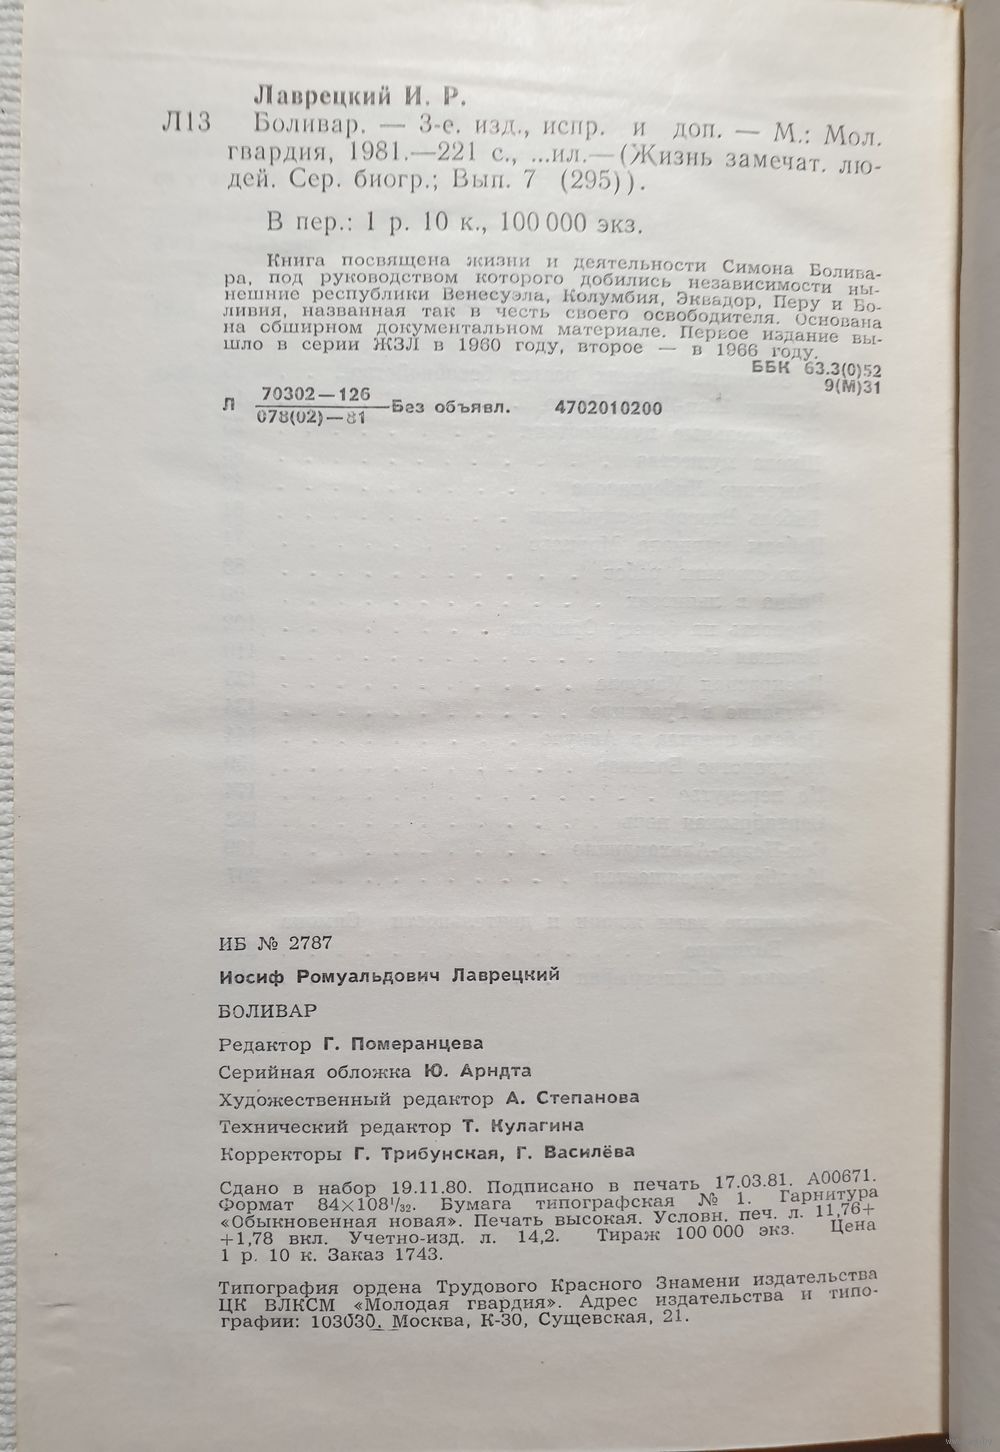 Лаврецкий И. Р.
Л13 Боливар. — 3-е. изд., испр. и доп. — М.: Мол.
гвардия, 1981.—221 с., ...ил.—(Жизнь замечат. лю-
дей. Сер. биогр.; Вып. 7 (295)).
В пер.: 1 р. 10 к., 100 000 экз.
Книга посвящена жизни и деятельности Симона Болива-
ра, под руководством которого добились независимости ны-
нешние республики Венесуэла, Колумбия, Эквадор, Перу и Бо-
ливия, названная так в честь своего освободителя. Основана
на обширном документальном материале. Первое издание вы-
шло в серии ЖЗЛ в 1960 году, второе — в 1966 году.
ББК 63.3(0)52
9(М)31
Л 70302—126
078(02)—81 Без объявл. 4702010200
ИБ № 2787
Иосиф Ромуальдович Лаврецкий
БОЛИВАР
Редактор Г. Померанцева
Серийная обложка Ю. Арндта
Художественный редактор А. Степанова
Технический редактор Т. Кулагина
Корректоры Г. Трибунская, Г. Василёва
Сдано в набор 19.11.80. Подписано в печать 17.03.81. А00671.
Формат 84×108¹/₃₂. Бумага типографская № 1. Гарнитура
«Обыкновенная новая». Печать высокая. Условн. печ. л. 11,76+
+1,78 вкл. Учетно-изд. л. 14,2. Тираж 100 000 экз. Цена
1 р. 10 к. Заказ 1743.
Типография ордена Трудового Красного Знамени издательства
ЦК ВЛКСМ «Молодая гвардия». Адрес издательства и типо-
графии: 103030, Москва, К-30, Сущевская, 21.